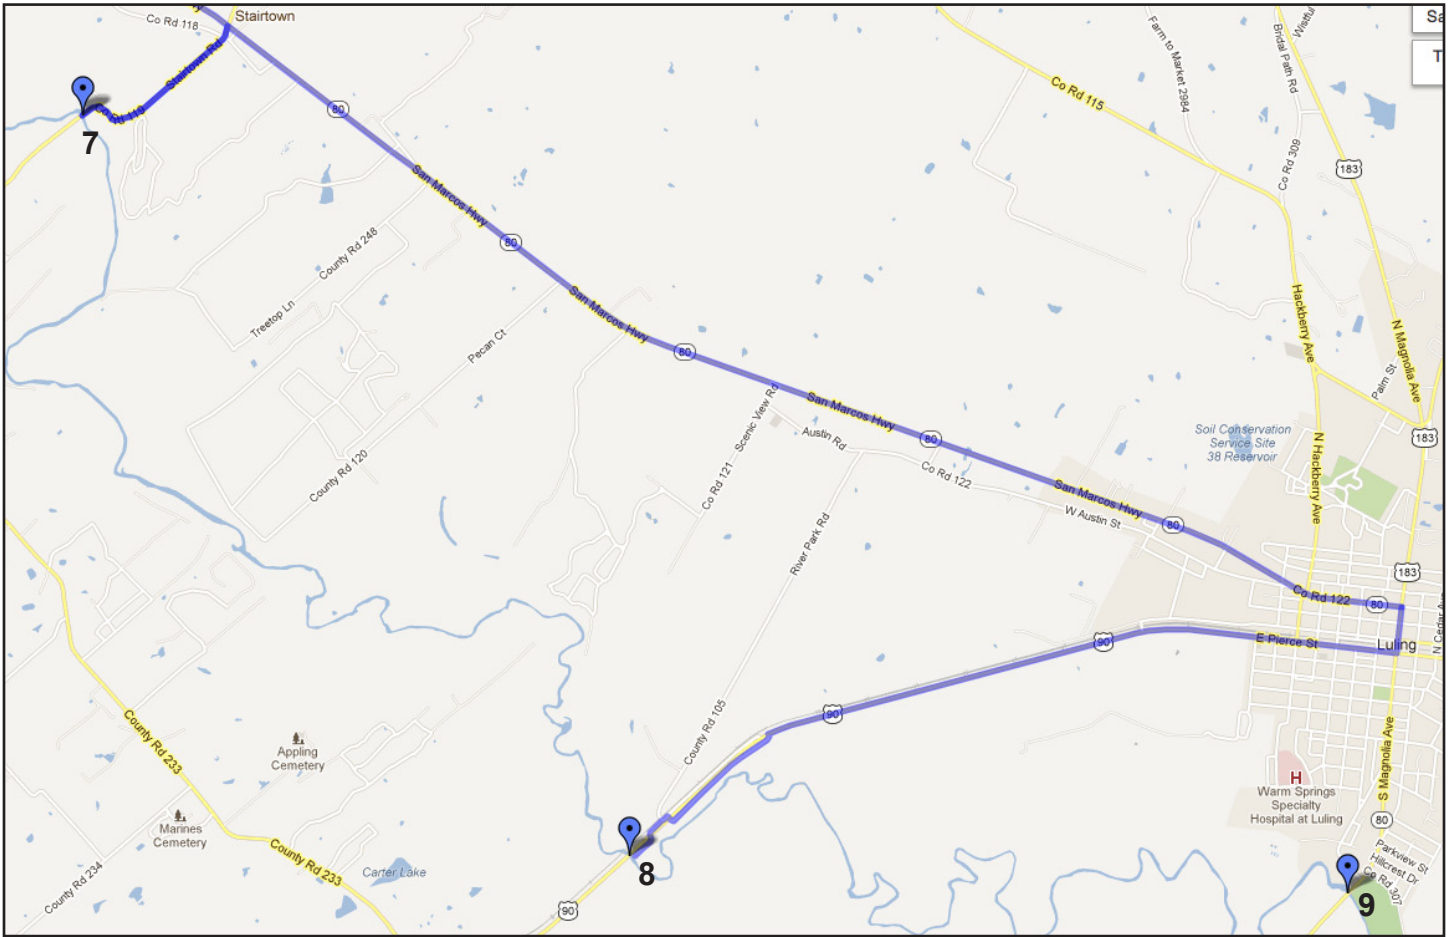 Stairtown
Co Rd 118
Stairtown Rd
7
80
San Marcos Hwy
80
San Marcos Hwy
80
San Marcos Hwy
80
San Marcos Hwy
80
Co Rd 122
80
Co Rd 115
Farm to Market 2984
Bridal Path Rd
Co Rd 309
183
Hackberry Ave
N Magnolia Ave
Palm St
183
N Hackberry Ave
Soil Conservation
Service Site
38 Reservoir
183
County Rd 248
Treetop Ln
Pecan Ct
County Rd 120
Co Rd 121
Scenic View Rd
Austin Rd
Co Rd 122
W Austin St
River Park Rd
County Rd 105
E Pierce St
Luling
90
90
8
90
County Rd 233
Appling
Cemetery
Marines
Cemetery
County Rd 233
County Rd 234
Carter Lake
S Magnolia Ave
H
Warm Springs
Specialty
Hospital at Luling
80
Parkview St
Hillcrest Dr
Co Rd 307
9